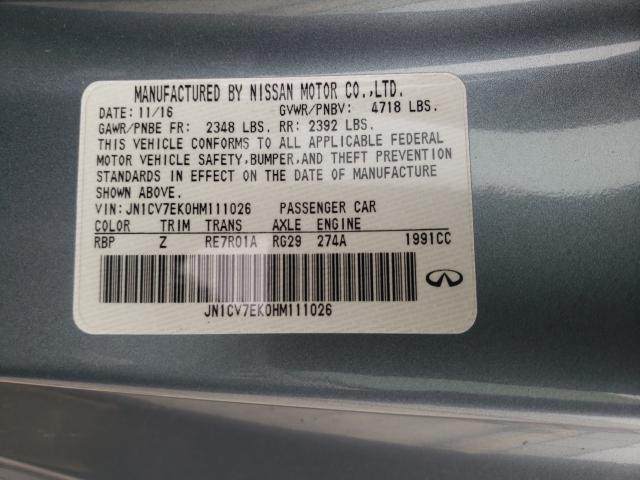 MANUFACTURED BY NISSAN MOTOR CO.,LTD.
DATE: 11/16 GVWR/PNBV: 4718 LBS.
GAWR/PNBE FR: 2348 LBS. RR: 2392 LBS.
THIS VEHICLE CONFORMS TO ALL APPLICABLE FEDERAL
MOTOR VEHICLE SAFETY,BUMPER,AND THEFT PREVENTION
STANDARDS IN EFFECT ON THE DATE OF MANUFACTURE
SHOWN ABOVE.
VIN: JN1CV7EK0HM111026 PASSENGER CAR
COLOR TRIM TRANS AXLE ENGINE
RBP Z RE7R01A RG29 274A 1991CC
JN1CV7EK0HM111026